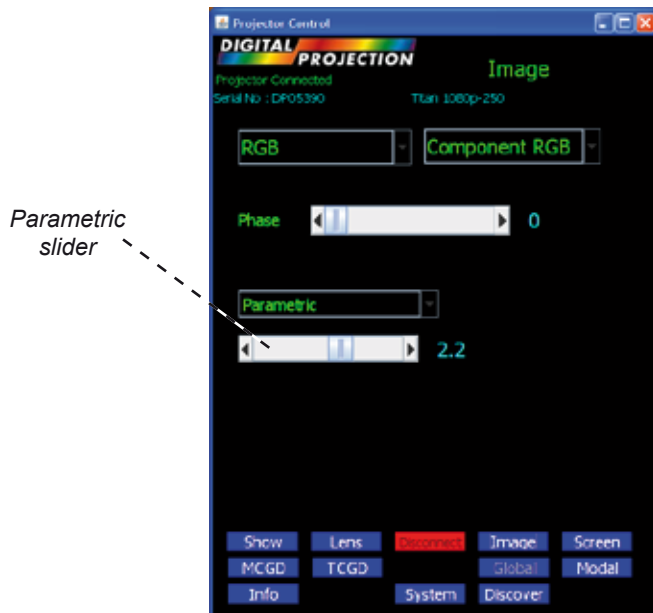 Projector Control
DIGITAL PROJECTION
Image
Projector Connected
Serial No : DP05390 Titan 1080p-250
RGB Component RGB
Parametric slider
Phase 0
Parametric
2.2
Show Lens Disconnect Image Screen
MCGD TCGD Global Modal
Info System Discover